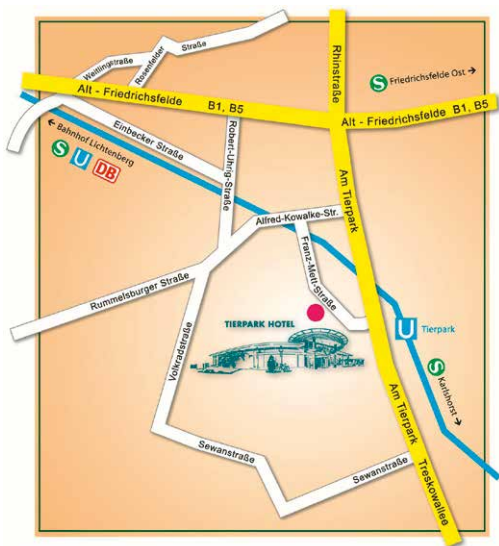 Weitlingstraße
Rosenfelder
Straße
Rhinstraße
S Friedrichsfelde Ost →
Alt - Friedrichsfelde B1, B5
Alt - Friedrichsfelde B1, B5
← Bahnhof Lichtenberg
S U DB
Einbecker Straße
Robert-Uhrig-Straße
Am Tierpark
Alfred-Kowalke-Str.
Franz-Mett-Straße
Rummelsburger Straße
TIERPARK HOTEL
U Tierpark
Volkradstraße
S Karlshorst →
Am Tierpark
Sewanstraße
Sewanstraße
Treskowallee